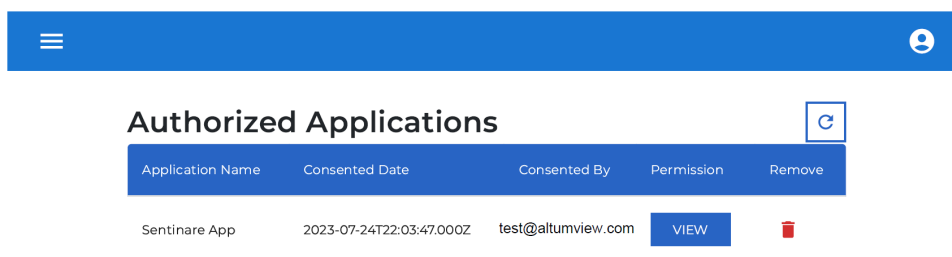 Authorized Applications
Application Name Consented Date Consented By Permission Remove
Sentinare App 2023-07-24T22:03:47.000Z test@altumview.com VIEW